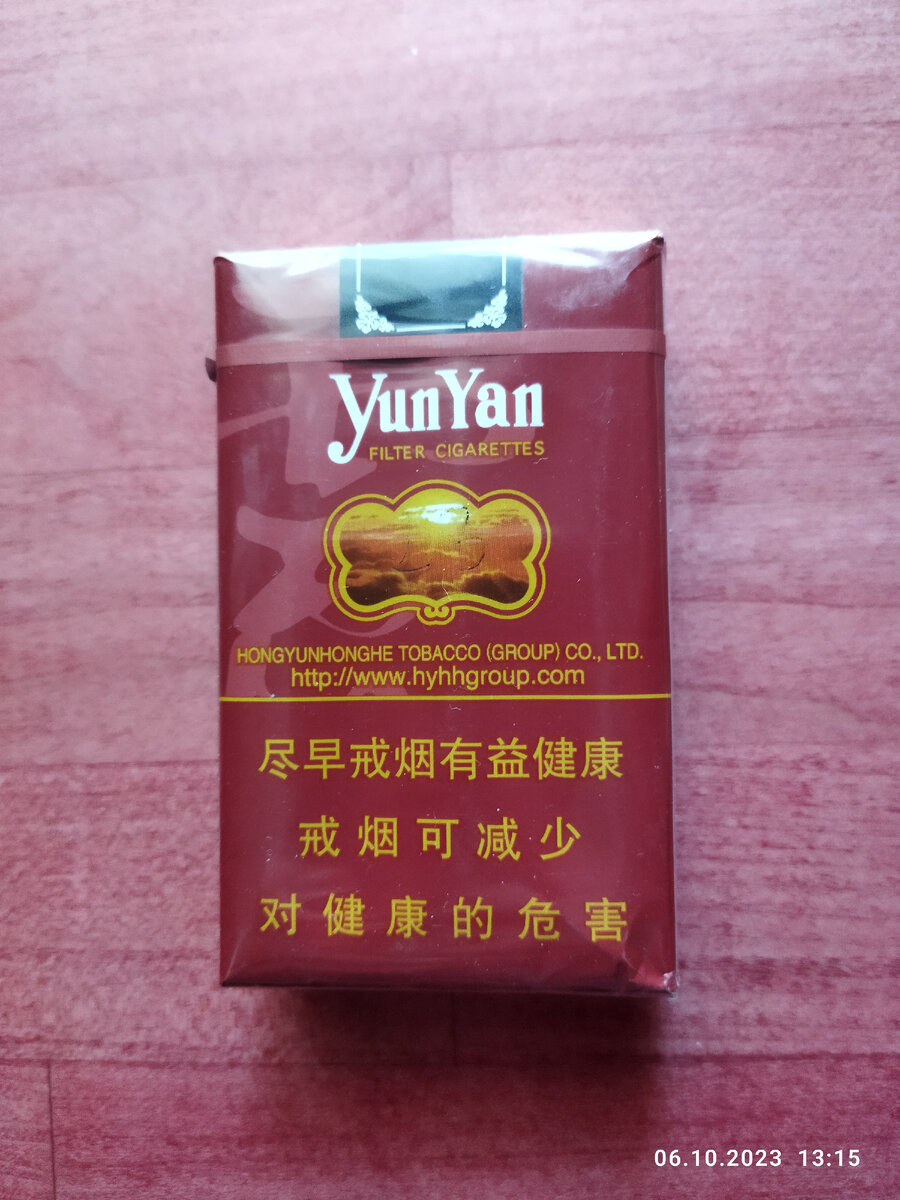 YunYan
FILTER CIGARETTES
HONGYUNHONGHE TOBACCO (GROUP) CO., LTD.
http://www.hyhhgroup.com
尽早戒烟有益健康
戒烟可减少
对健康的危害
06.10.2023 13:15